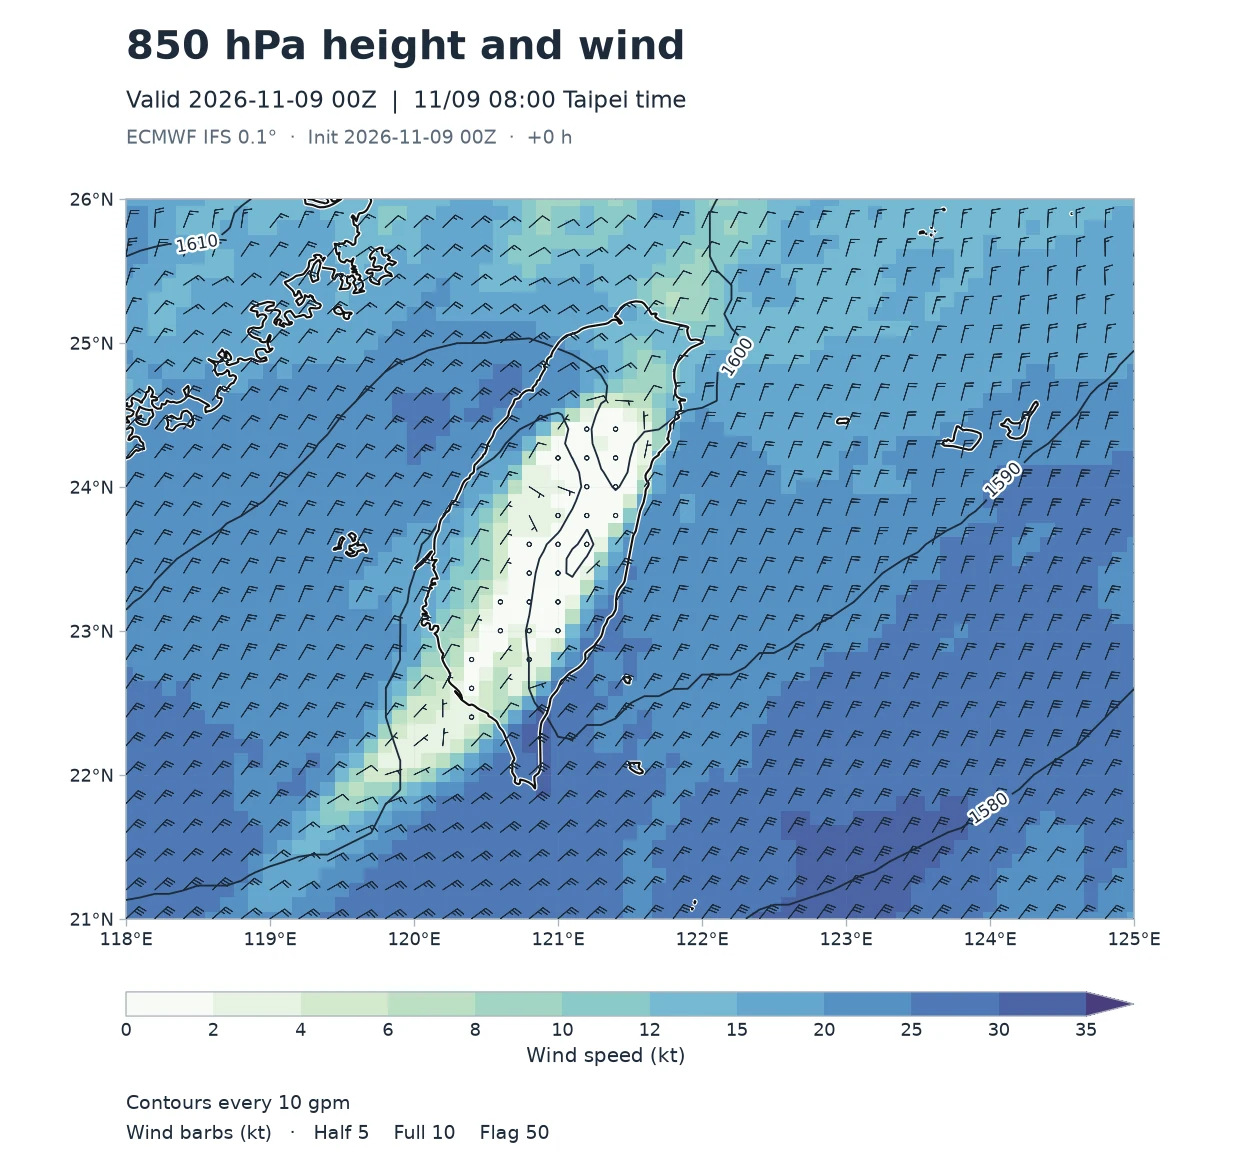 850 hPa height and wind
Valid 2026-11-09 00Z | 11/09 08:00 Taipei time
ECMWF IFS 0.1° · Init 2026-11-09 00Z · +0 h
26°N
1610
25°N
1600
24°N
1590
23°N
22°N
1580
21°N
118°E 119°E 120°E 121°E 122°E 123°E 124°E 125°E
0 2 4 6 8 10 12 15 20 25 30 35
Wind speed (kt)
Contours every 10 gpm
Wind barbs (kt) · Half 5 Full 10 Flag 50